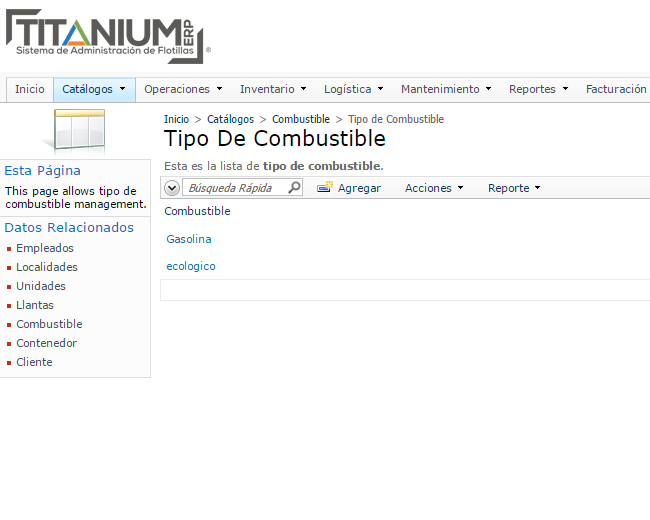 TITANIUM ERP
Sistema de Administración de Flotillas ®
Inicio Catálogos Operaciones Inventario Logística Mantenimiento Reportes Facturación
Inicio > Catálogos > Combustible > Tipo de Combustible
Tipo De Combustible
Esta es la lista de tipo de combustible.
Búsqueda Rápida Agregar Acciones Reporte
Combustible
Gasolina
ecologico
Esta Página
This page allows tipo de
combustible management.
Datos Relacionados
Empleados
Localidades
Unidades
Llantas
Combustible
Contenedor
Cliente